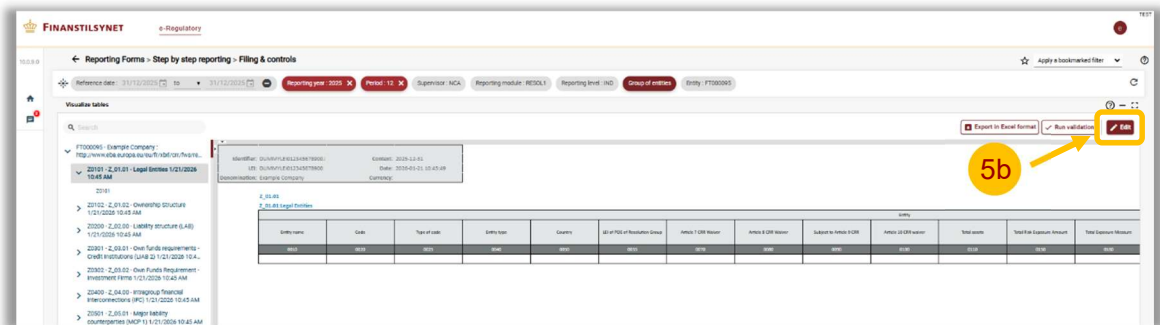 TEST
FINANSTILSYNET
e-Regulatory
e
10.0.9.9
← Reporting Forms > Step by step reporting > Filing & controls
Apply a bookmarked filter
Reference date : 31/12/2025 to 31/12/2025 Reporting year : 2025 X Period : 12 X Supervisor : NCA Reporting module : RESOL1 Reporting level : IND Group of entities Entity : FT000095
Visualize tables
Search
Export in Excel format Run validation Edit
5b
FT000095 - Example Company :
Z0101 - Z_01.01 - Legal Entities 1/21/2026
10:45 AM
Z0101
Z0102 - Z_01.02 - Ownership Structure
1/21/2026 10:45 AM
Z0200 - Z_02.00 - Liability structure (LAB)
1/21/2026 10:45 AM
Z0301 - Z_03.01 - Own funds requirements -
Credit Institutions (LIAB 2) 1/21/2026 10:4...
Z0302 - Z_03.02 - Own Funds Requirement -
Investment Firms 1/21/2026 10:45 AM
Z0400 - Z_04.00 - Intragroup financial
interconnections (IFC) 1/21/2026 10:45 AM
Z0501 - Z_05.01 - Major liability
counterparties (MCP 1) 1/21/2026 10:45 AM
Identifier: Context: 2025-12-31
LEI: Date:
Denomination: Example Company Currency:
Z_01.01
Z_01.01 Legal Entities
Entity
Entity name Code Type of code Entity type Country LEI of POE of Resolution Group Article 7 CRR Waiver Article 8 CRR Waiver Subject to Article 9 CRR Article 10 CRR waiver Total assets Total Risk Exposure Amount Total Exposure Measure